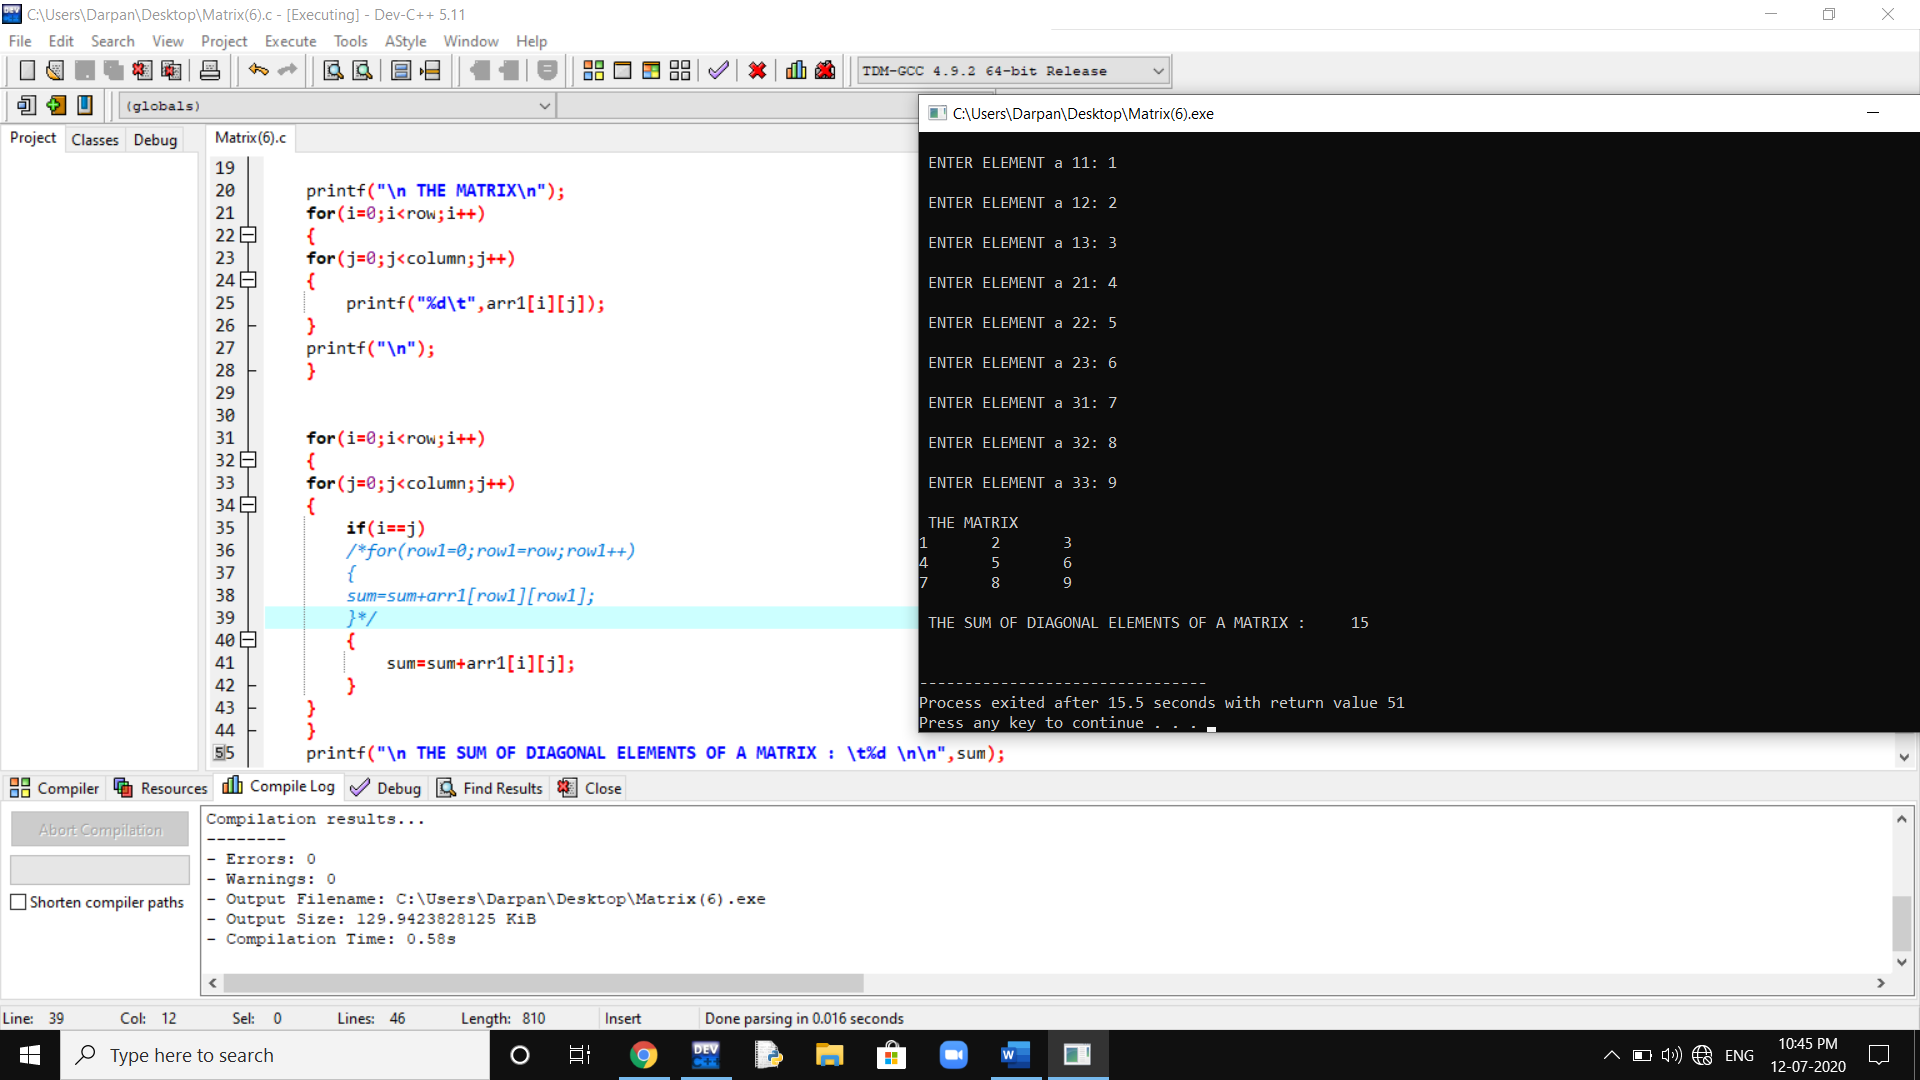 C:\Users\Darpan\Desktop\Matrix(6).c - [Executing] - Dev-C++ 5.11
File Edit Search View Project Execute Tools AStyle Window Help
TDM-GCC 4.9.2 64-bit Release
(globals)
Project Classes Debug
Matrix(6).c
19
20 printf("\n THE MATRIX\n");
21 for(i=0;i<row;i++)
22 {
23 for(j=0;j<column;j++)
24 {
25 printf("%d\t",arr1[i][j]);
26 }
27 printf("\n");
28 }
29
30
31 for(i=0;i<row;i++)
32 {
33 for(j=0;j<column;j++)
34 {
35 if(i==j)
36 /*for(row1=0;row1=row;row1++)
37 {
38 sum=sum+arr1[row1][row1];
39 }*/
40 {
41 sum=sum+arr1[i][j];
42 }
43 }
44 }
55 printf("\n THE SUM OF DIAGONAL ELEMENTS OF A MATRIX : \t%d \n\n",sum);
C:\Users\Darpan\Desktop\Matrix(6).exe
ENTER ELEMENT a 11: 1
ENTER ELEMENT a 12: 2
ENTER ELEMENT a 13: 3
ENTER ELEMENT a 21: 4
ENTER ELEMENT a 22: 5
ENTER ELEMENT a 23: 6
ENTER ELEMENT a 31: 7
ENTER ELEMENT a 32: 8
ENTER ELEMENT a 33: 9
THE MATRIX
1 2 3
4 5 6
7 8 9
THE SUM OF DIAGONAL ELEMENTS OF A MATRIX : 15
--------------------------------
Process exited after 15.5 seconds with return value 51
Press any key to continue . . .
Compiler Resources Compile Log Debug Find Results Close
Abort Compilation
Shorten compiler paths
Compilation results...
--------
- Errors: 0
- Warnings: 0
- Output Filename: C:\Users\Darpan\Desktop\Matrix(6).exe
- Output Size: 129.9423828125 KiB
- Compilation Time: 0.58s
Line: 39 Col: 12 Sel: 0 Lines: 46 Length: 810 Insert Done parsing in 0.016 seconds
Type here to search
DEV
ENG
10:45 PM
12-07-2020